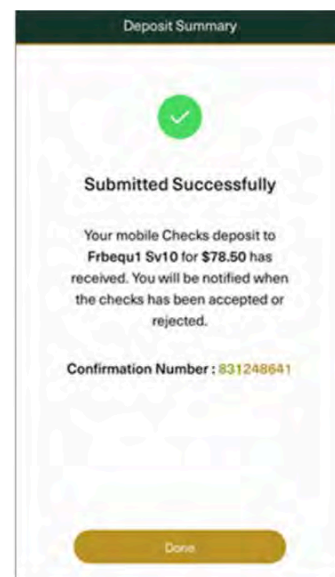 Deposit Summary
Submitted Successfully
Your mobile Checks deposit to
Frbequ1 Sv10 for $78.50 has
received. You will be notified when
the checks has been accepted or
rejected.
Confirmation Number : 831248641
Done